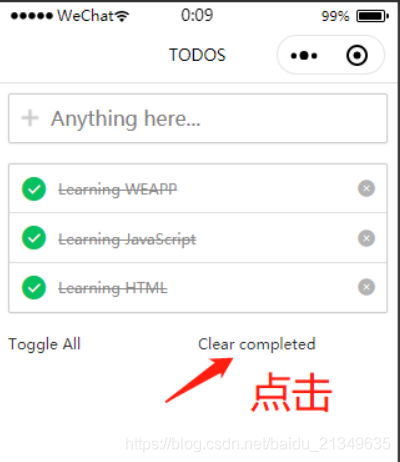 WeChat 0:09 99%
TODOS
Anything here...
Learning WEAPP
Learning JavaScript
Learning HTML
Toggle All Clear completed
点击
https://blog.csdn.net/baidu_21349635